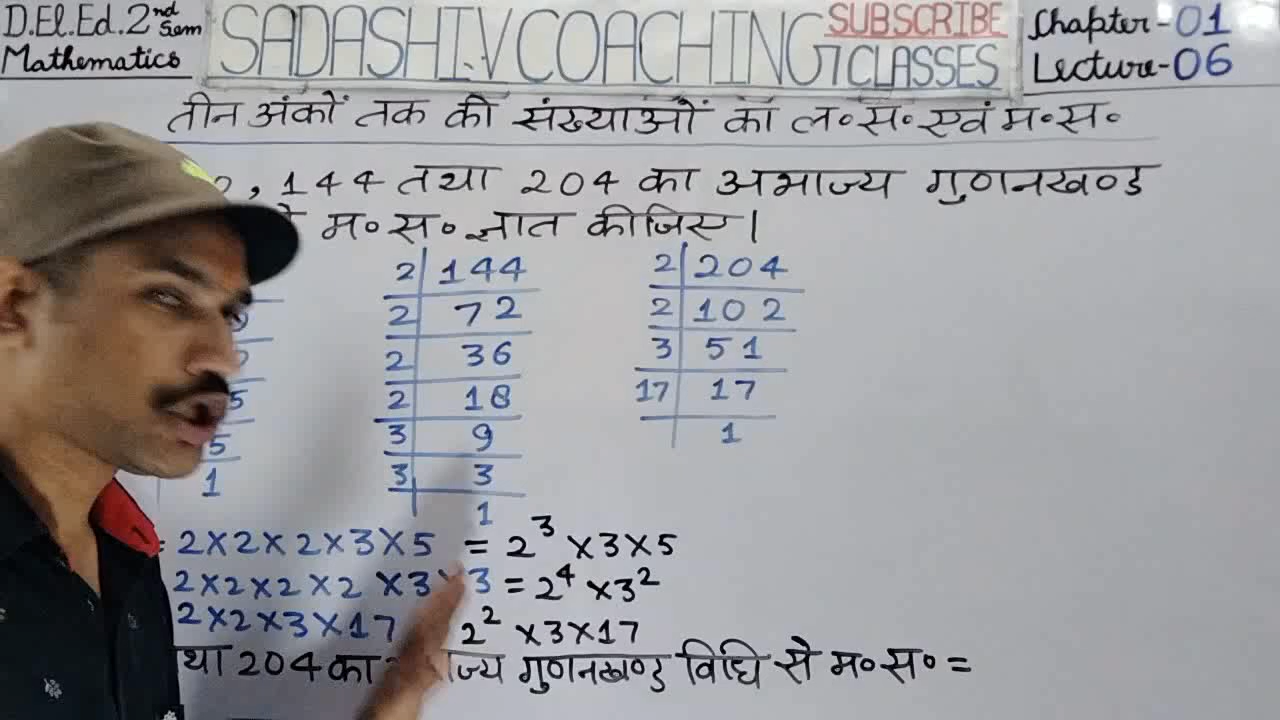 D.El.Ed. 2nd Sem
Mathematics
SADASHIV COACHING CLASSES
SUBSCRIBE
Chapter-01
Lecture-06
तीन अंकों तक की संख्याओं का ल॰स॰ एवं म॰स॰
, 144 तथा 204 का अभाज्य गुणनखण्ड
म॰स॰ ज्ञात कीजिए।
5
1
2 144
2 72
2 36
2 18
3 9
3 3
1
2 204
2 102
3 51
17 17
1
= 2×2×2×3×5 = 2³×3×5
2×2×2×2×3×3 = 2⁴×3²
2×2×3×17 2²×3×17
204 का गुणनखण्ड विधि से म॰स॰ =